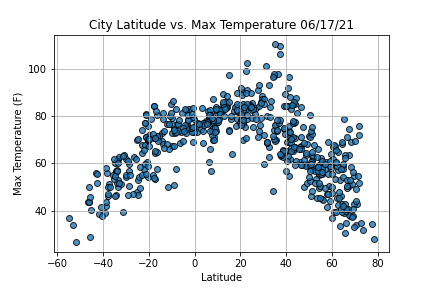 City Latitude vs. Max Temperature 06/17/21
Max Temperature (F)
100
80
60
40
−60 −40 −20 0 20 40 60 80
Latitude